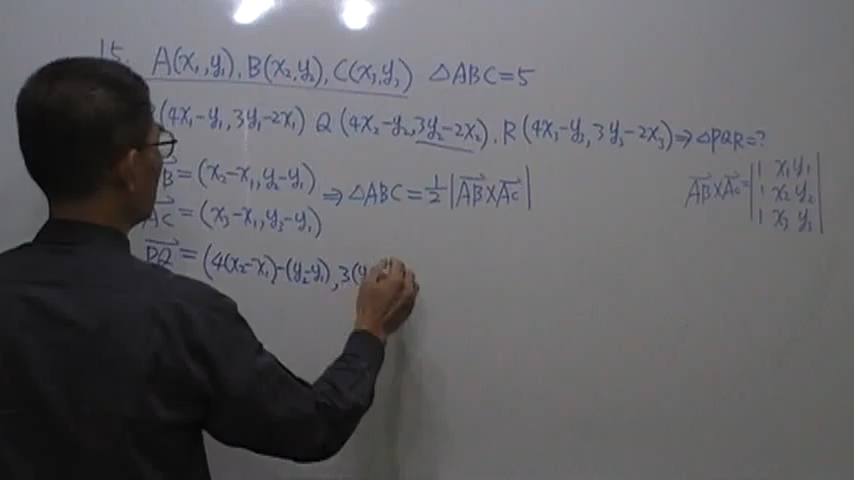 15. A(x₁,y₁), B(x₂,y₂), C(x₃,y₃) △ABC=5
(4x₁-y₁, 3y₁-2x₁) Q(4x₂-y₂, 3y₂-2x₂). R(4x₃-y₃, 3y₃-2x₃) ⇒ △PQR=?
B = (x₂-x₁, y₂-y₁) ⇒ △ABC = 1/2 |AB×AC|
AC = (x₃-x₁, y₃-y₁)
PQ = (4(x₂-x₁)-(y₂-y₁), 3(y
AB×AC = | 1 x₁ y₁
1 x₂ y₂
1 x₃ y₃ |